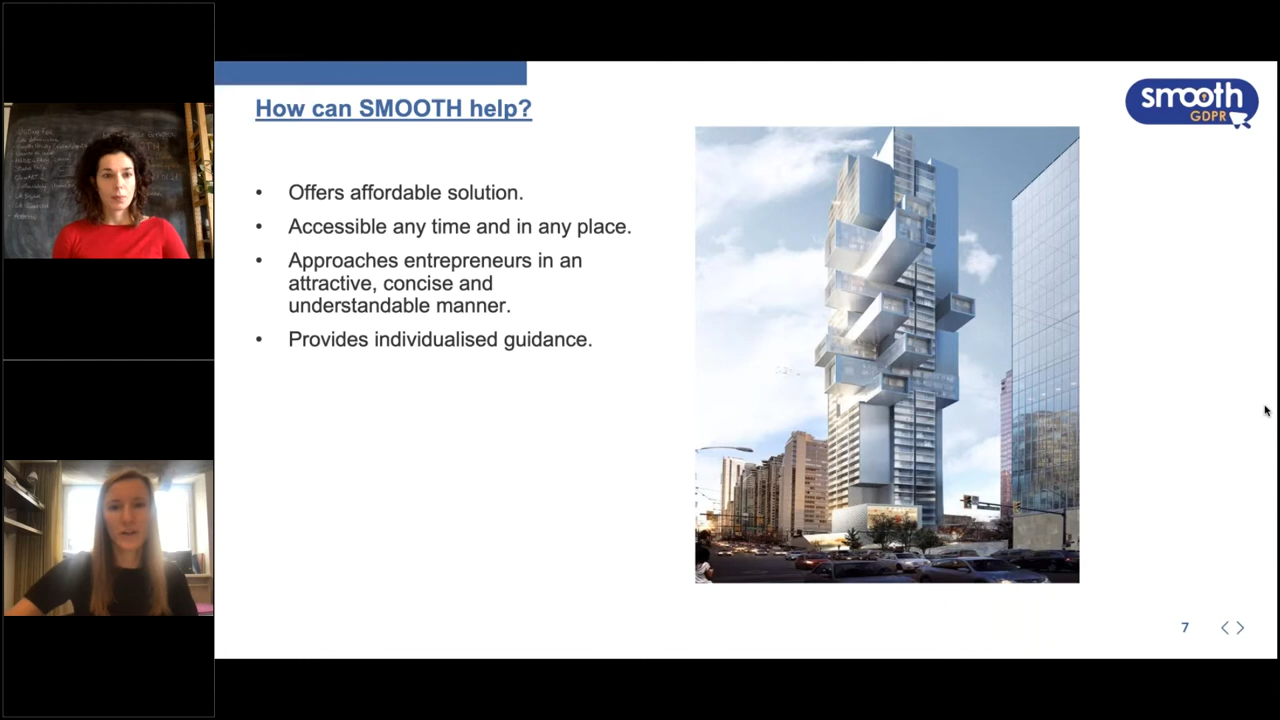 How can SMOOTH help?
smooth
GDPR
• Offers affordable solution.
• Accessible any time and in any place.
• Approaches entrepreneurs in an
attractive, concise and
understandable manner.
• Provides individualised guidance.
7